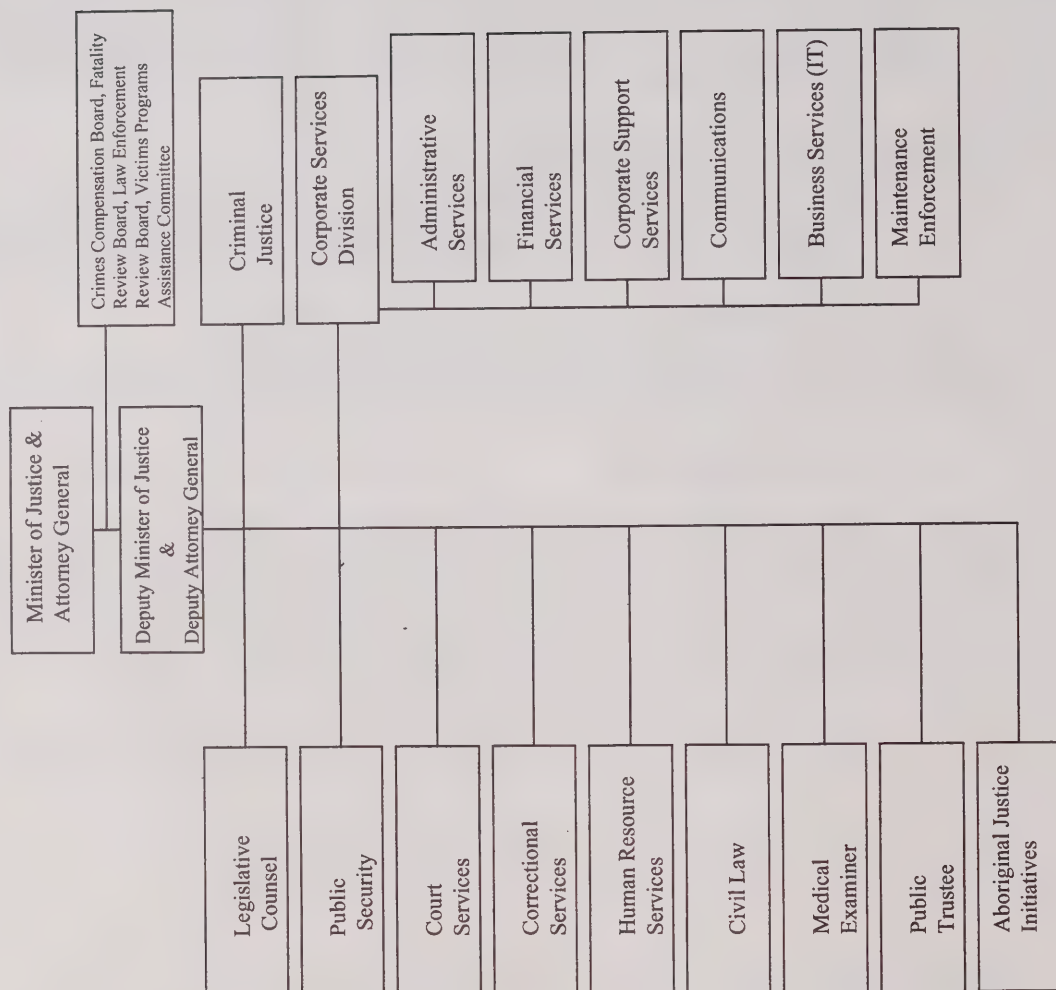 Minister of Justice &
Attorney General
Crimes Compensation Board, Fatality
Review Board, Law Enforcement
Review Board, Victims Programs
Assistance Committee
Deputy Minister of Justice
&
Deputy Attorney General
Legislative
Counsel
Criminal
Justice
Public
Security
Corporate Services
Division
Court
Services
Administrative
Services
Correctional
Services
Financial
Services
Human Resource
Services
Corporate Support
Services
Civil Law
Communications
Medical
Examiner
Business Services (IT)
Public
Trustee
Maintenance
Enforcement
Aboriginal Justice
Initiatives